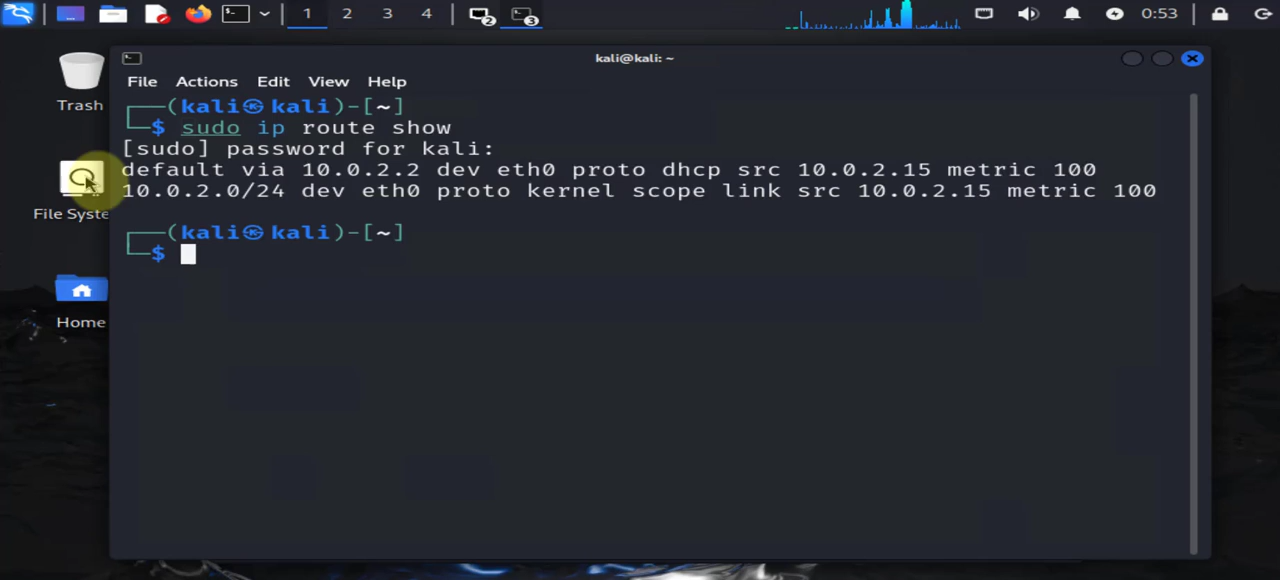 1 2 3 4 2 3 0:53
kali@kali: ~
File Actions Edit View Help
Trash
File Syste
Home
┌──(kali㉿kali)-[~]
└─$ sudo ip route show
[sudo] password for kali:
default via 10.0.2.2 dev eth0 proto dhcp src 10.0.2.15 metric 100
10.0.2.0/24 dev eth0 proto kernel scope link src 10.0.2.15 metric 100
┌──(kali㉿kali)-[~]
└─$